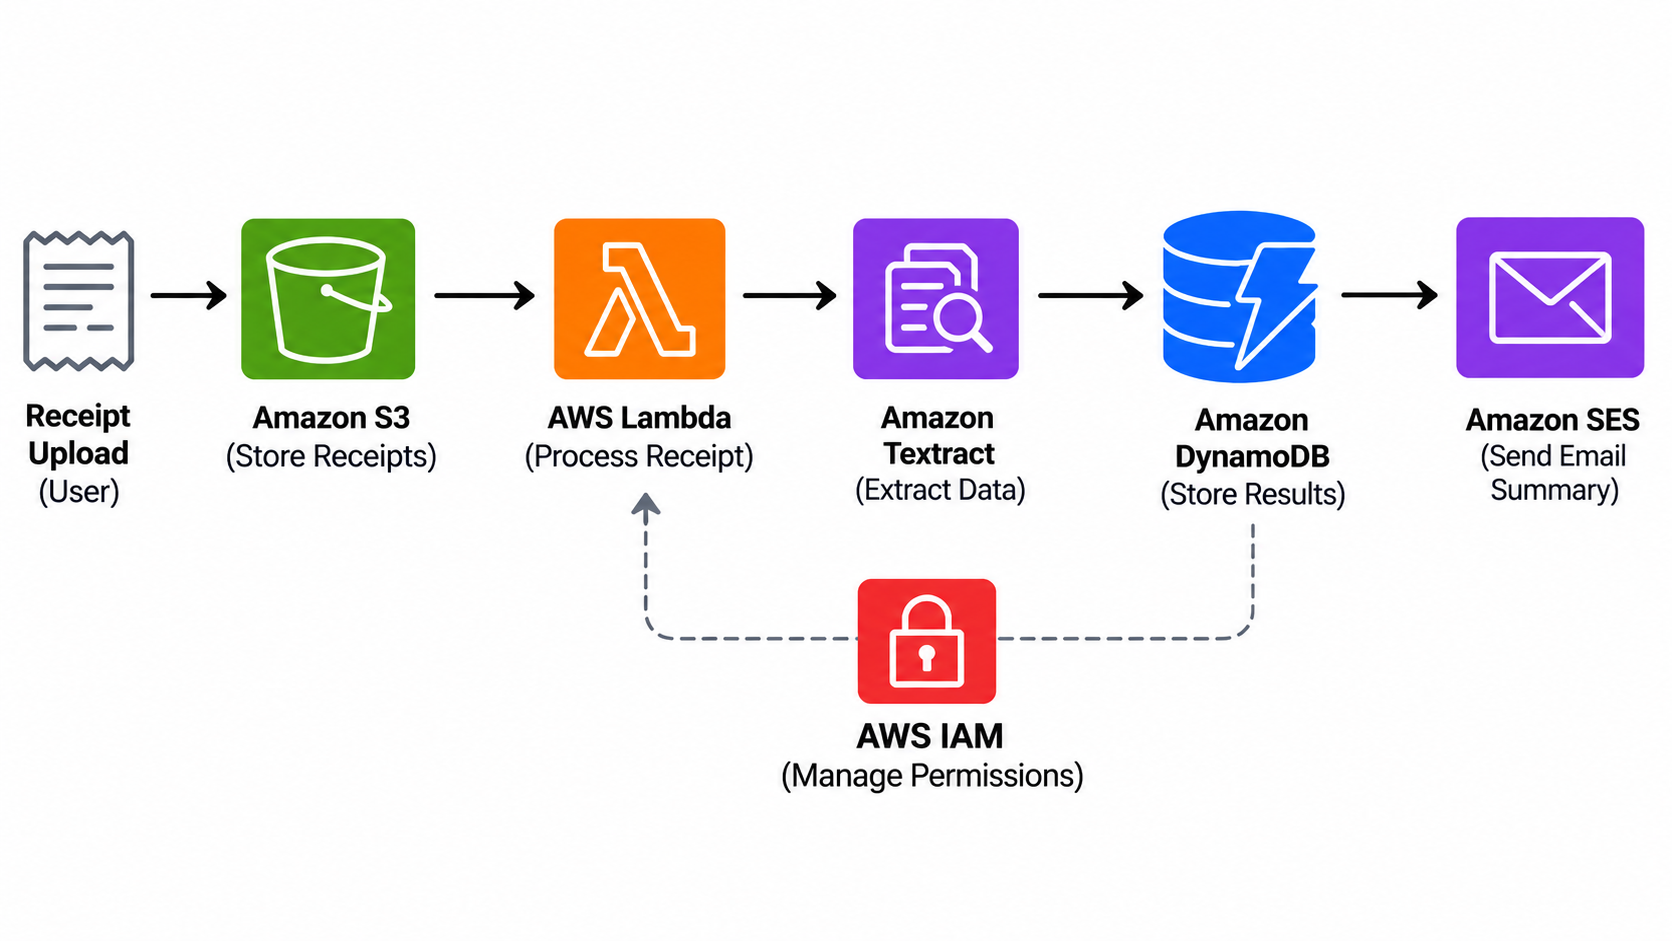 Receipt
Upload
(User)
Amazon S3
(Store Receipts)
AWS Lambda
(Process Receipt)
Amazon
Textract
(Extract Data)
Amazon
DynamoDB
(Store Results)
Amazon SES
(Send Email
Summary)
AWS IAM
(Manage Permissions)